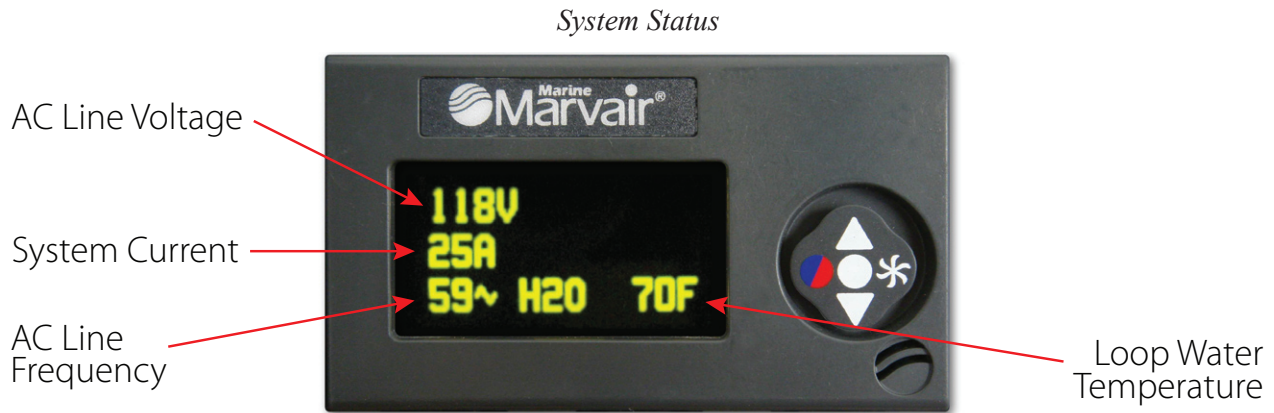 System Status
Marine
Marvair®
AC Line Voltage
118V
System Current
25A
59~ H2O 70F
AC Line
Frequency
Loop Water
Temperature